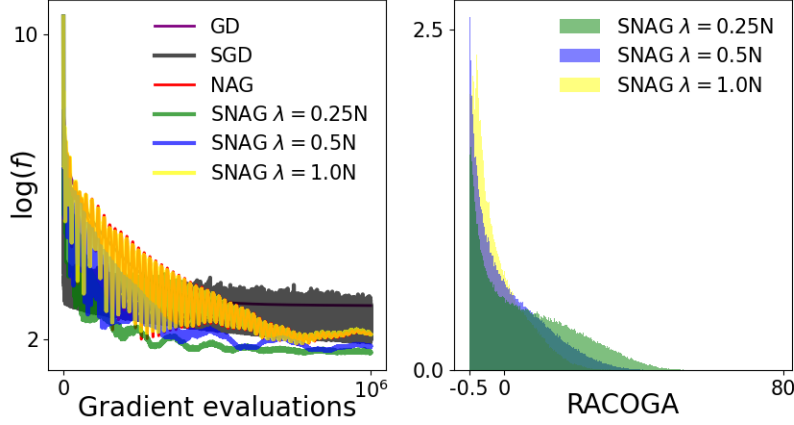 10
2
log(f)
0
10⁶
Gradient evaluations
GD
SGD
NAG
SNAG λ = 0.25N
SNAG λ = 0.5N
SNAG λ = 1.0N
2.5
0.0
-0.5
0
80
RACOGA
SNAG λ = 0.25N
SNAG λ = 0.5N
SNAG λ = 1.0N